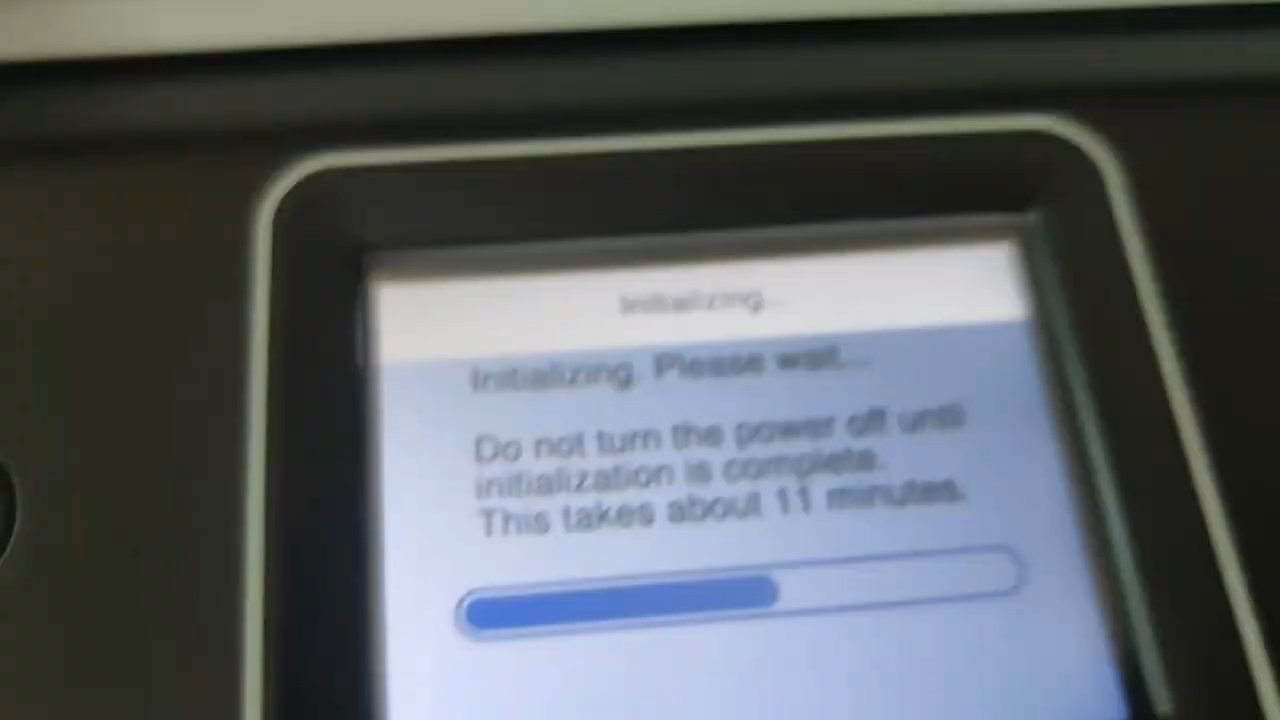 Initializing...
Initializing. Please wait...
Do not turn the power off until
initialization is complete.
This takes about 11 minutes.